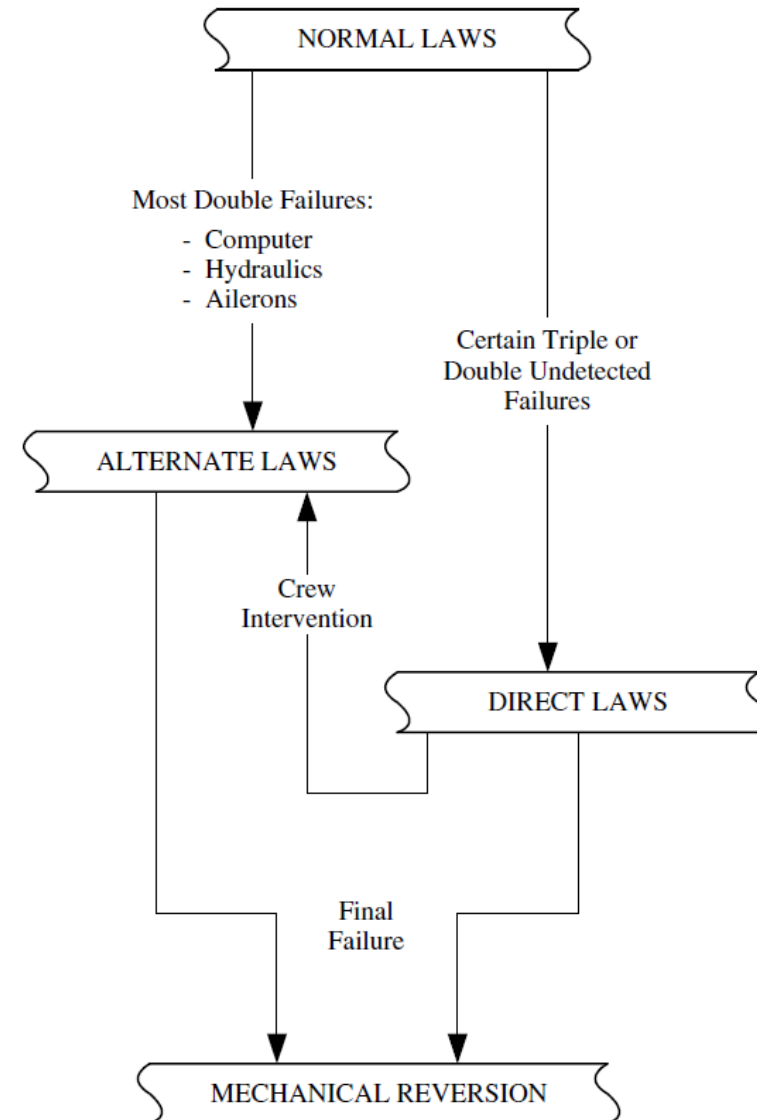 NORMAL LAWS
Most Double Failures:
- Computer
- Hydraulics
- Ailerons
Certain Triple or
Double Undetected
Failures
ALTERNATE LAWS
Crew
Intervention
DIRECT LAWS
Final
Failure
MECHANICAL REVERSION